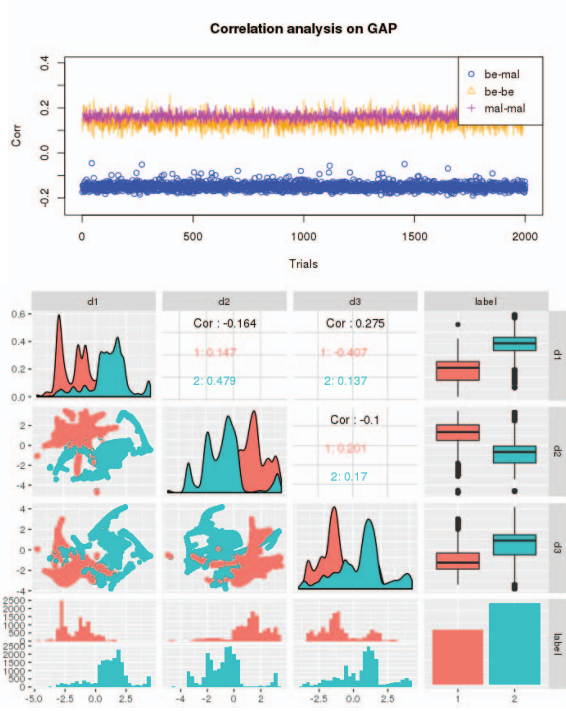 Correlation analysis on GAP
0.4
0.2
0.0
-0.2
Corr
be-mal
be-be
mal-mal
0 500 1000 1500 2000
Trials
d1 d2 d3 label
0.6
0.4
0.2
0.0
Cor : -0.164
1: 0.147
2: 0.479
Cor : 0.275
1: -0.407
2: 0.137
d1
2
0
-2
-4
Cor : -0.1
1: 0.201
2: 0.17
d2
4
2
0
-2
-4
d3
2500
2000
1500
1000
500
0
2500
2000
1500
1000
500
0
label
-5.0 -2.5 0.0 2.5
-4 -2 0 2
-2.5 0.0 2.5
1 2